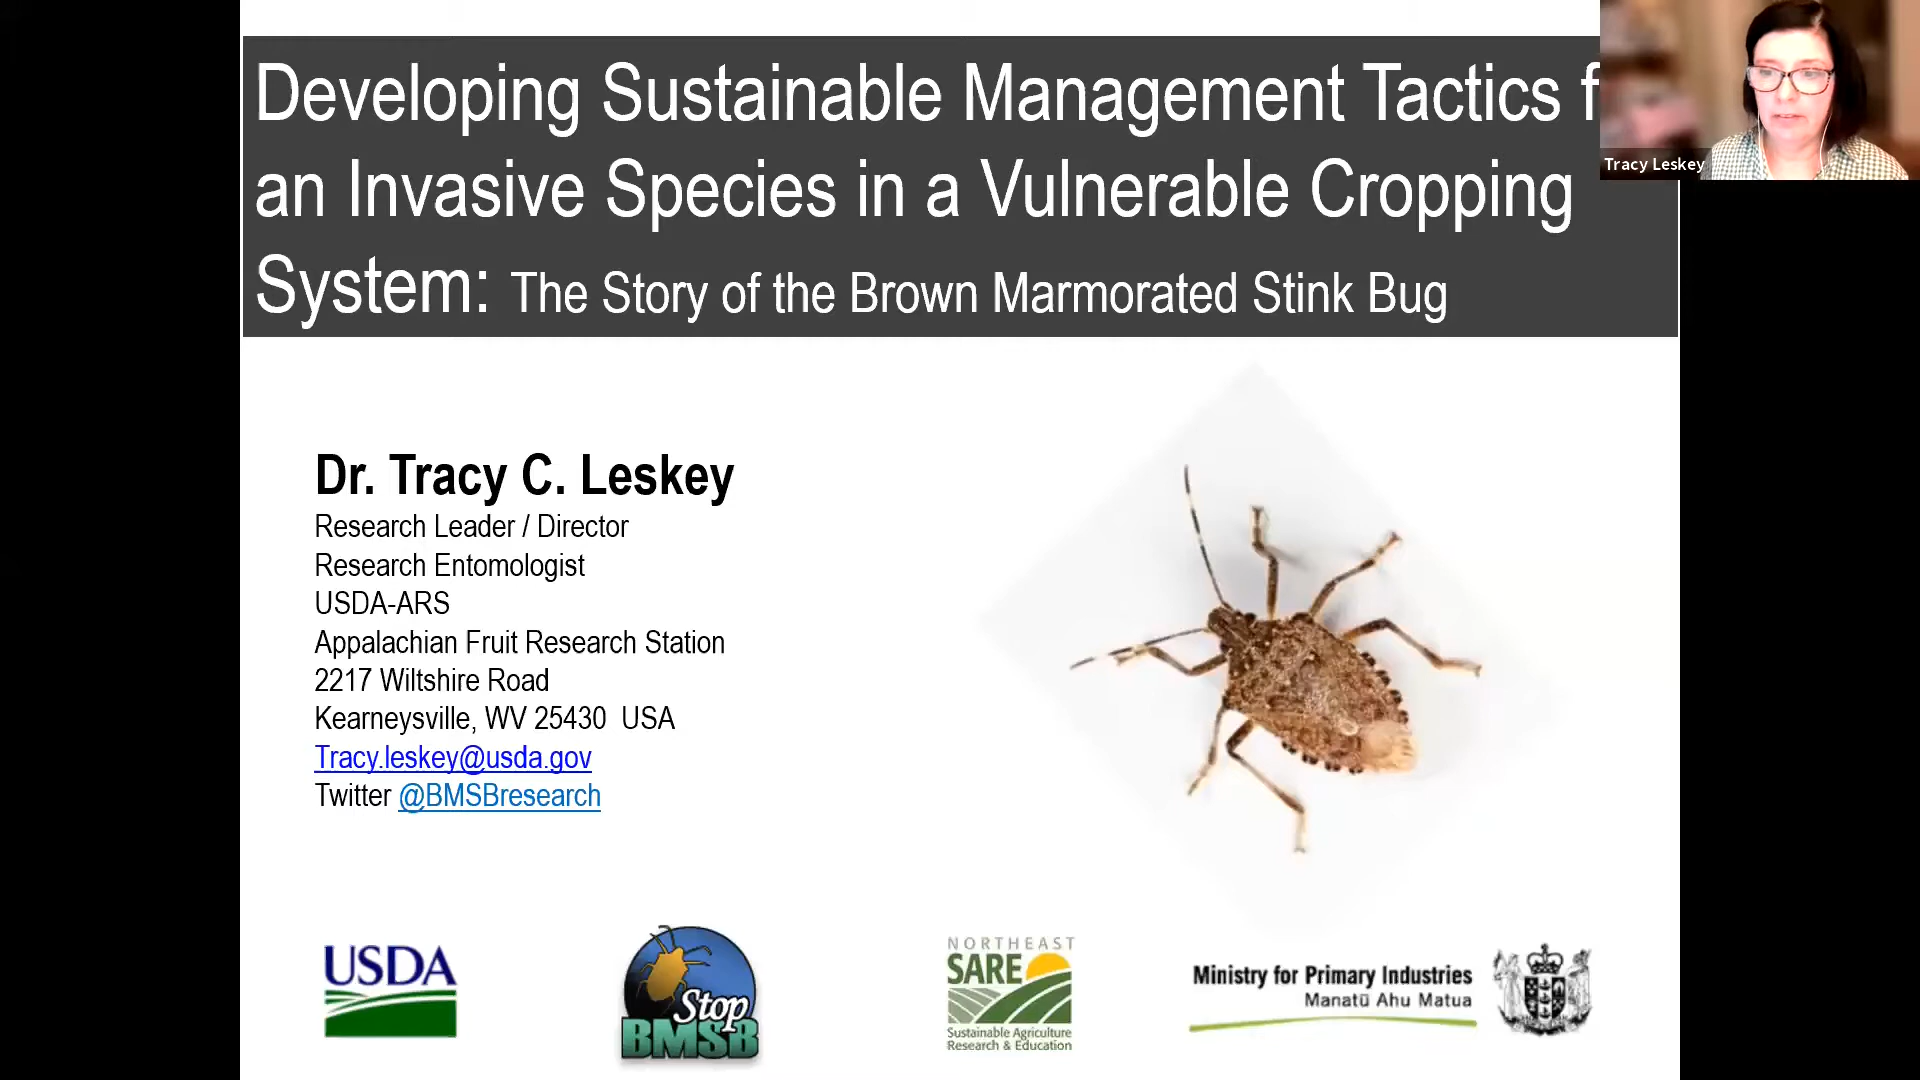 Developing Sustainable Management Tactics f
an Invasive Species in a Vulnerable Cropping
System: The Story of the Brown Marmorated Stink Bug
Tracy Leskey
Dr. Tracy C. Leskey
Research Leader / Director
Research Entomologist
USDA-ARS
Appalachian Fruit Research Station
2217 Wiltshire Road
Kearneysville, WV 25430 USA
Tracy.leskey@usda.gov
Twitter @BMSBresearch
USDA
Stop
BMSB
NORTHEAST
SARE
Sustainable Agriculture
Research & Education
Ministry for Primary Industries
Manatū Ahu Matua